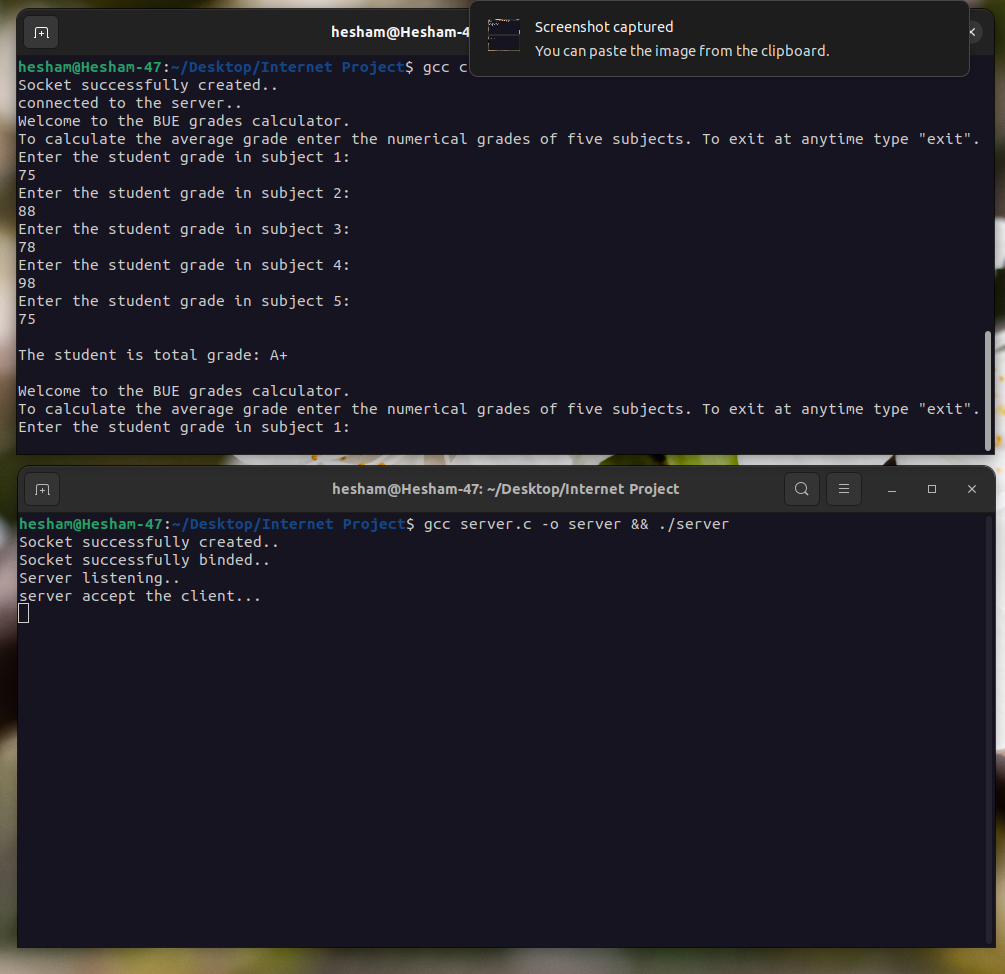 hesham@Hesham-4
Screenshot captured
You can paste the image from the clipboard.
hesham@Hesham-47:~/Desktop/Internet Project$ gcc c
Socket successfully created..
connected to the server..
Welcome to the BUE grades calculator.
To calculate the average grade enter the numerical grades of five subjects. To exit at anytime type "exit".
Enter the student grade in subject 1:
75
Enter the student grade in subject 2:
88
Enter the student grade in subject 3:
78
Enter the student grade in subject 4:
98
Enter the student grade in subject 5:
75
The student is total grade: A+
Welcome to the BUE grades calculator.
To calculate the average grade enter the numerical grades of five subjects. To exit at anytime type "exit".
Enter the student grade in subject 1:
hesham@Hesham-47: ~/Desktop/Internet Project
hesham@Hesham-47:~/Desktop/Internet Project$ gcc server.c -o server && ./server
Socket successfully created..
Socket successfully binded..
Server listening..
server accept the client...